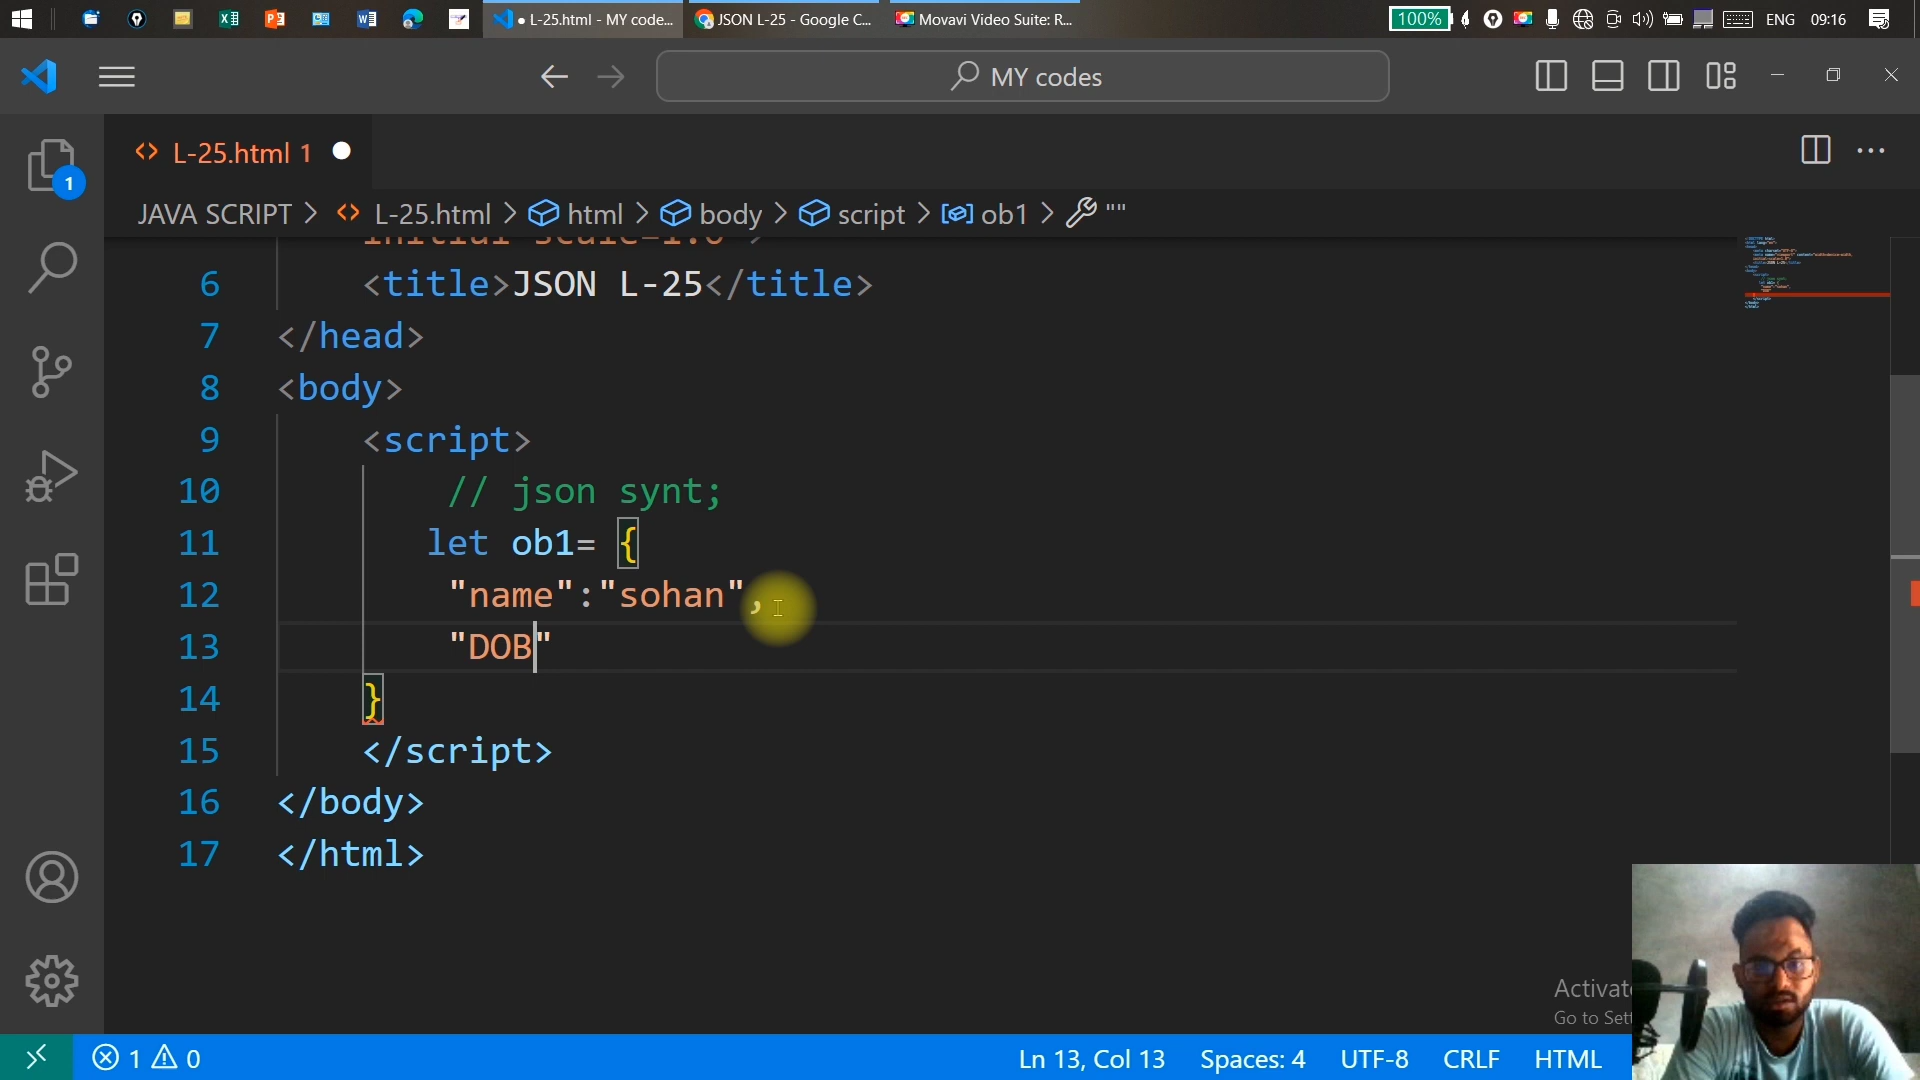 • L-25.html - MY code...
JSON L-25 - Google C...
Movavi Video Suite: R...
100%
ENG
09:16
MY codes
L-25.html 1
1
JAVA SCRIPT > L-25.html > html > body > script > ob1 > ""
6 <title>JSON L-25</title>
7 </head>
8 <body>
9 <script>
10 // json synt;
11 let ob1= {
12 "name":"sohan",
13 "DOB"
14 }
15 </script>
16 </body>
17 </html>
Go to Set
1 0
Ln 13, Col 13
Spaces: 4
UTF-8
CRLF
HTML